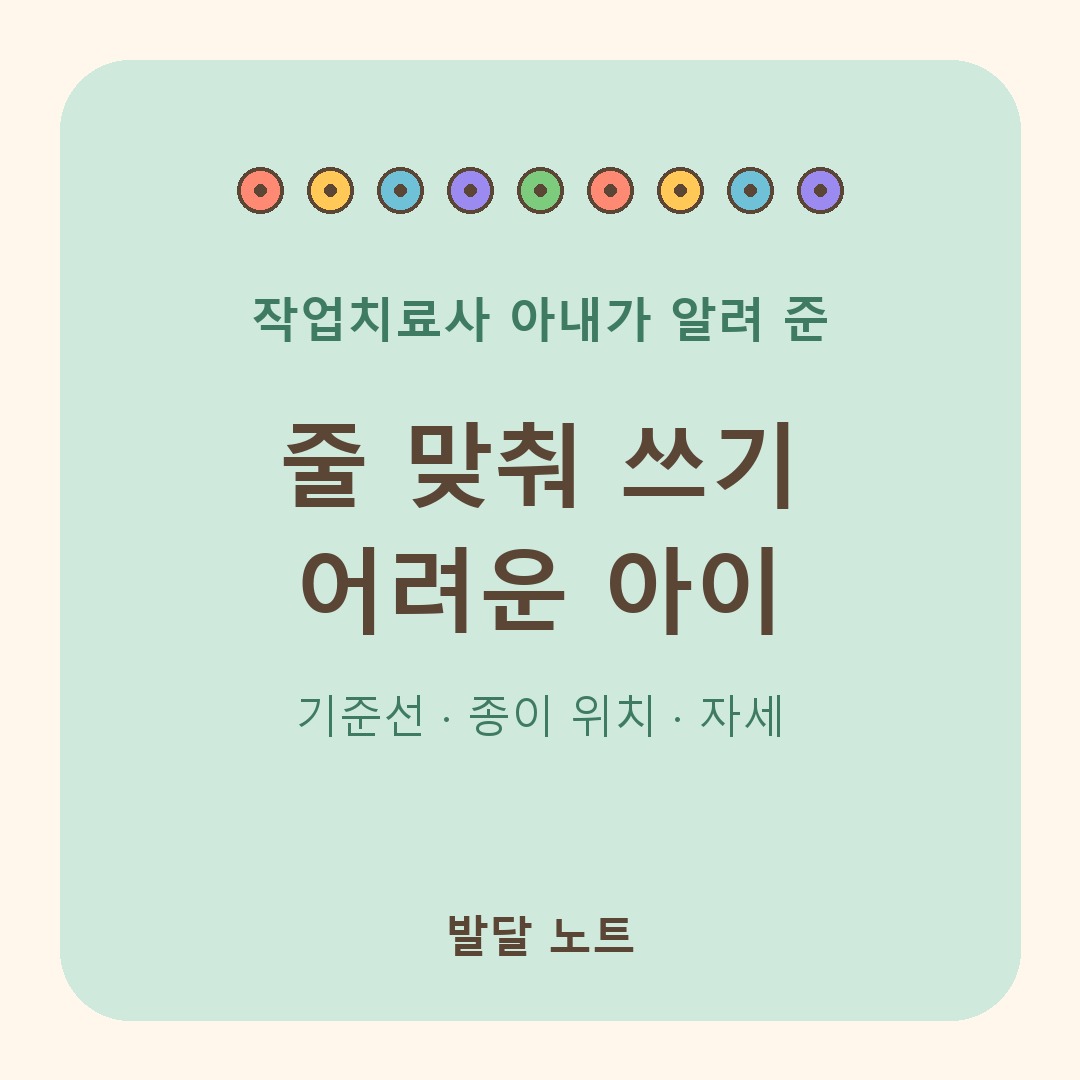 작업치료사 아내가 알려 준
줄 맞춰 쓰기
어려운 아이
기준선 · 종이 위치 · 자세
발달 노트